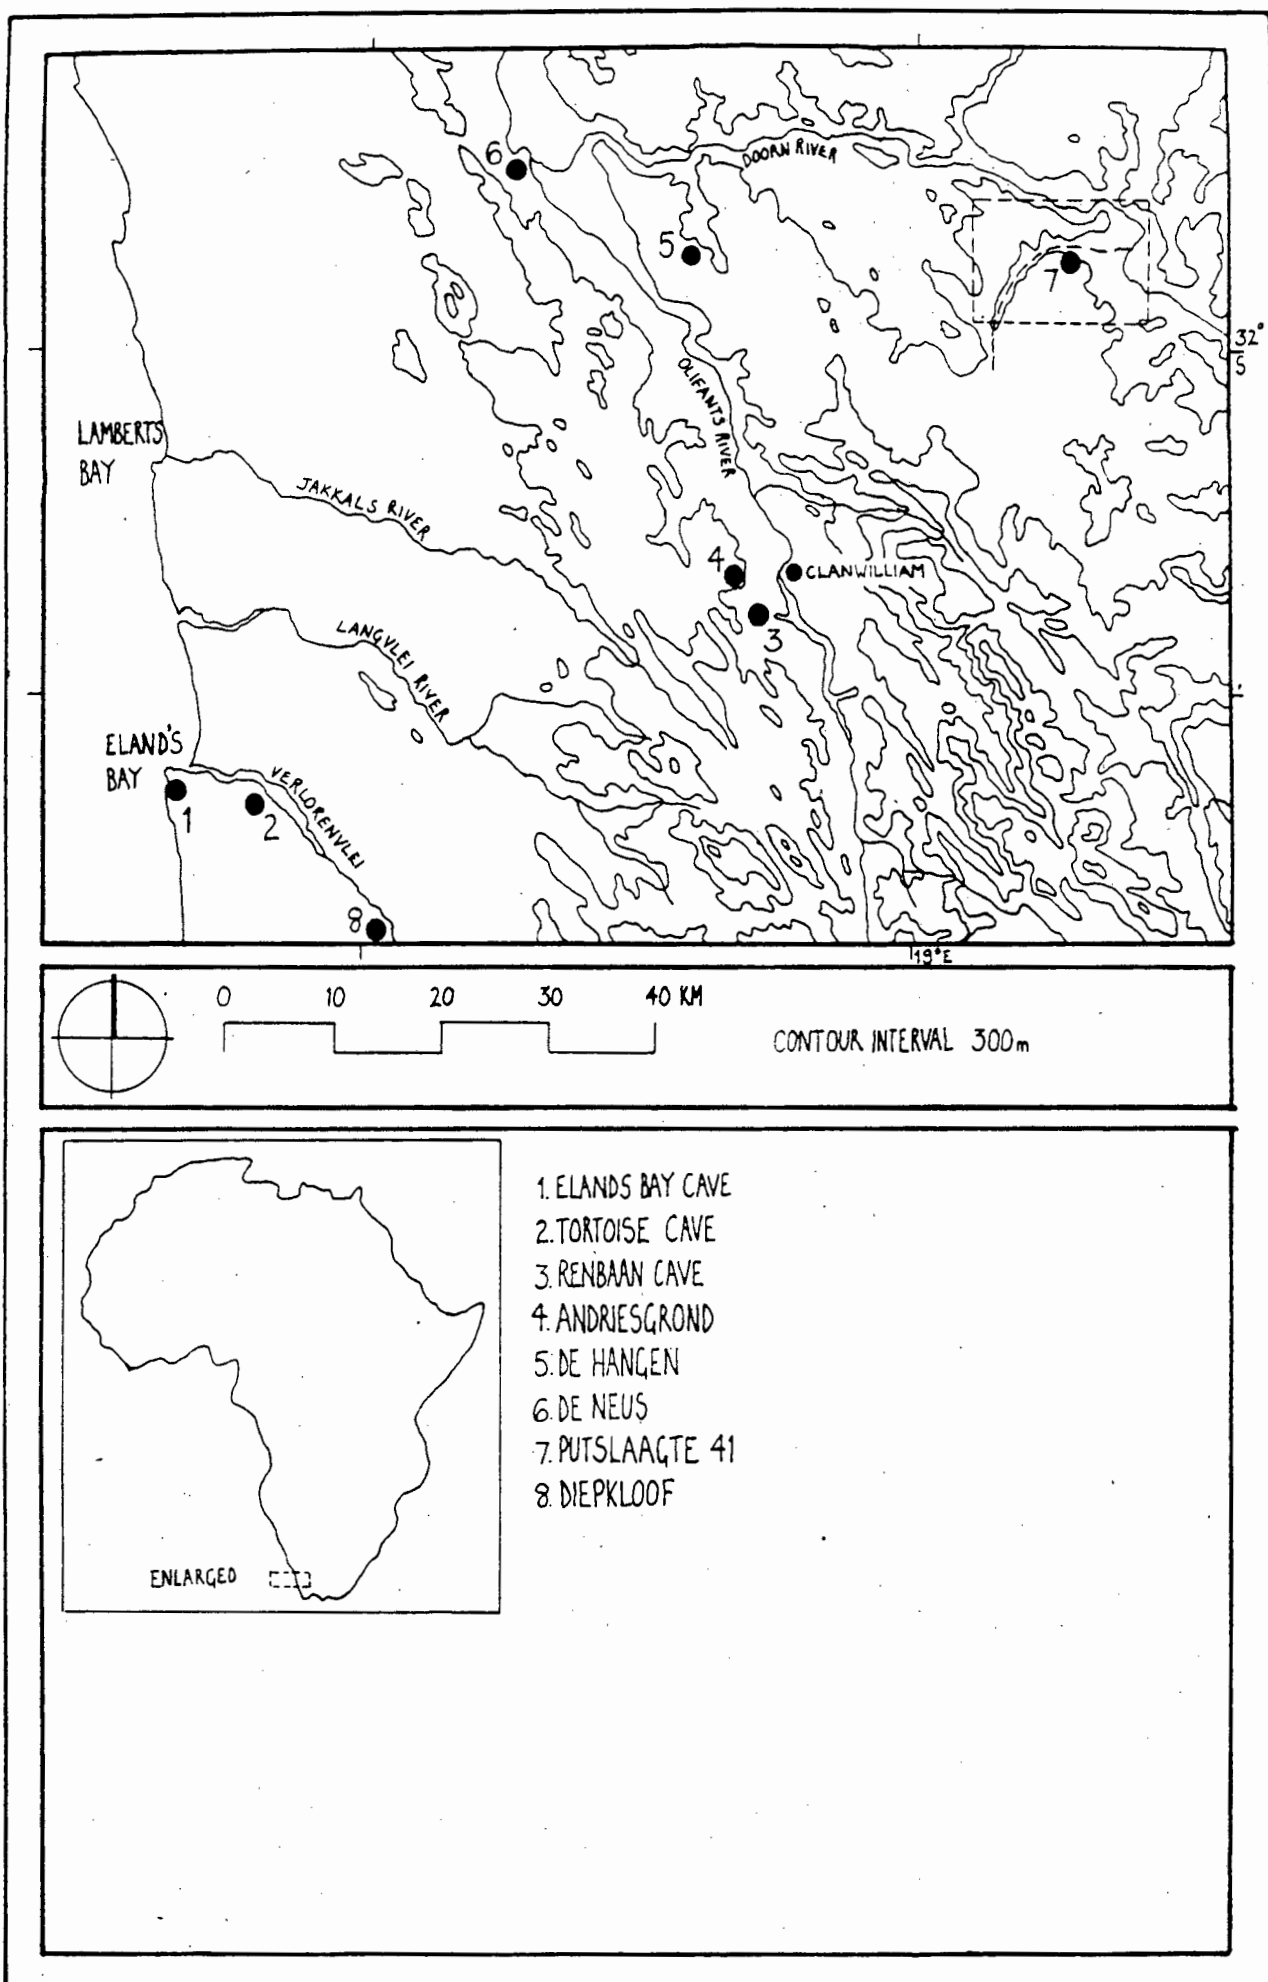 6
DOORN RIVER
5
7
32°
S
OLIFANTS RIVER
LAMBERTS
BAY
JAKKALS RIVER
4
CLANWILLIAM
3
LANGVLEI RIVER
ELAND'S
BAY
VERLORENVLEI
1
2
8
19°E
0 10 20 30 40 KM
CONTOUR INTERVAL 300m
1. ELANDS BAY CAVE
2. TORTOISE CAVE
3. RENBAAN CAVE
4. ANDRIESGROND
5. DE HANGEN
6. DE NEUS
7. PUTSLAAGTE 41
8. DIEPKLOOF
ENLARGED